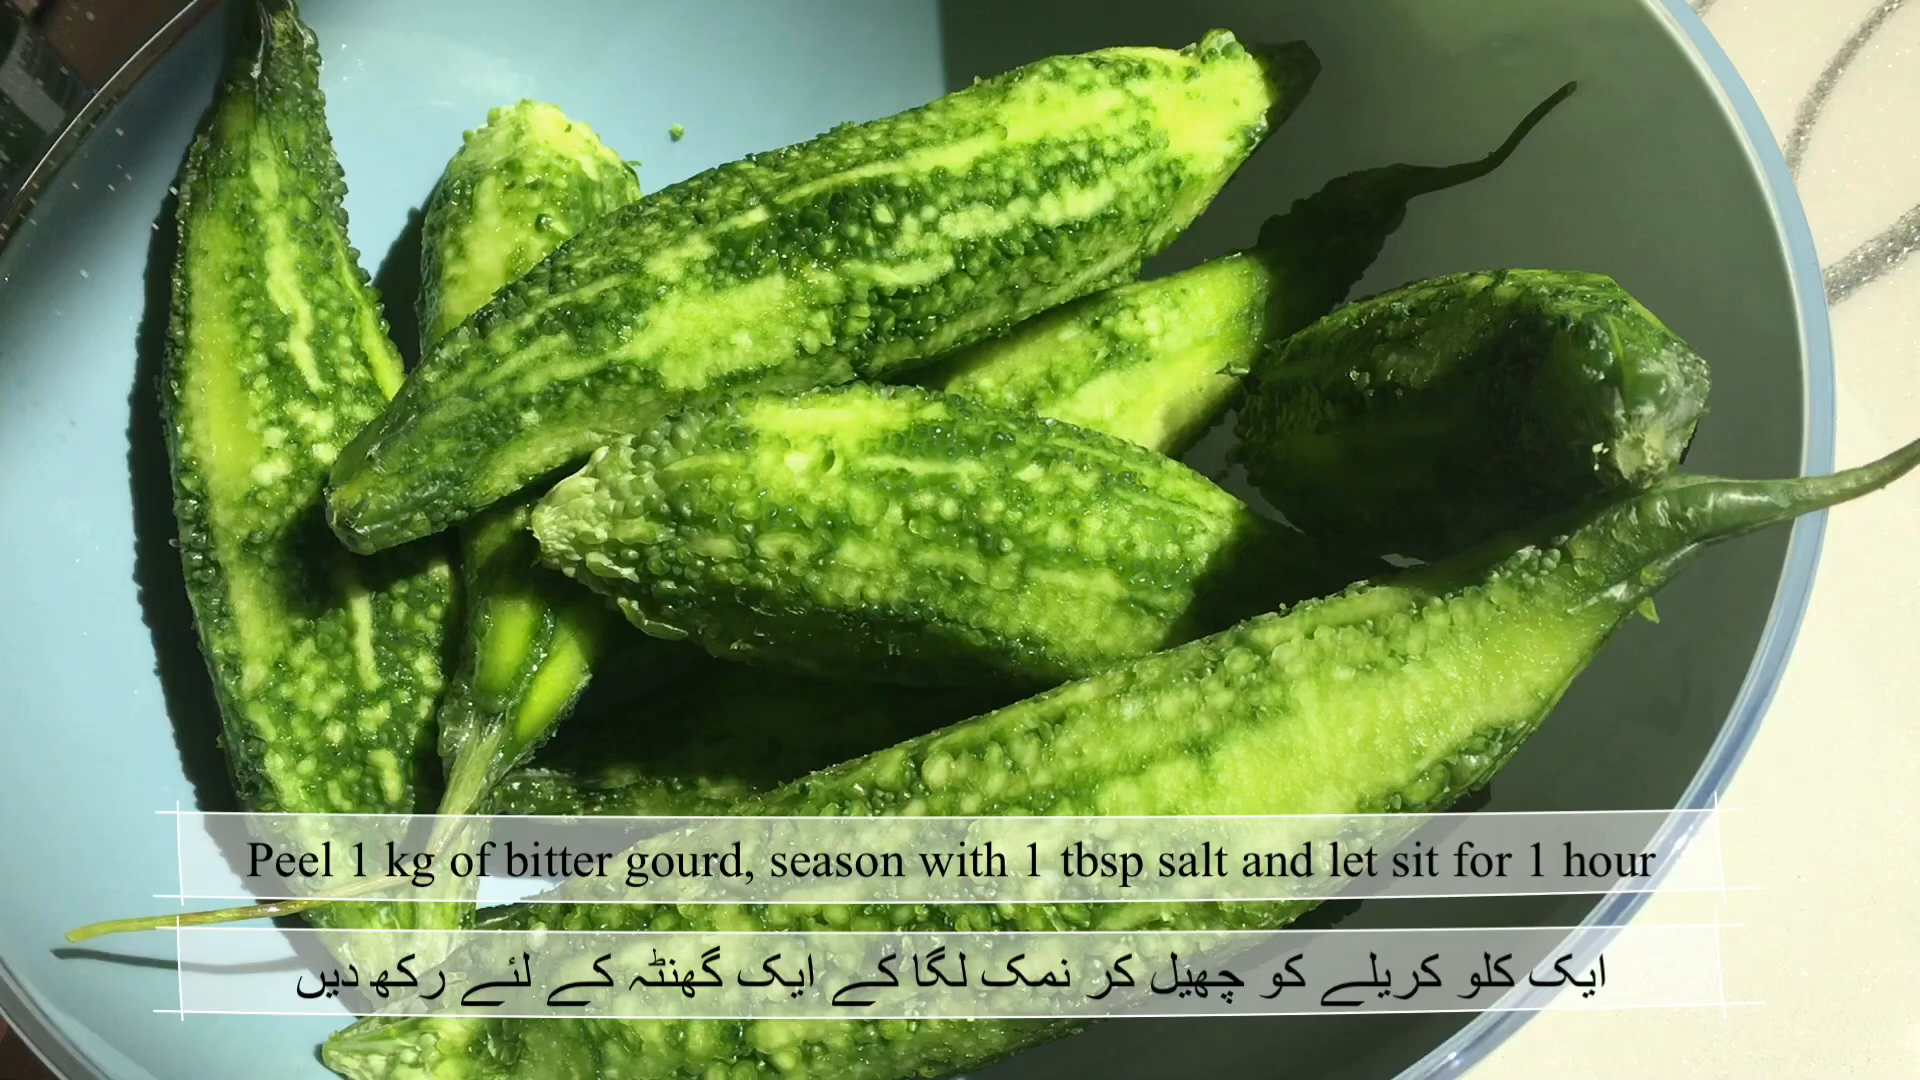 Peel 1 kg of bitter gourd, season with 1 tbsp salt and let sit for 1 hour
ایک کلو کریلے کو چھیل کر نمک لگا کے ایک گھنٹہ کے لئے رکھ دیں